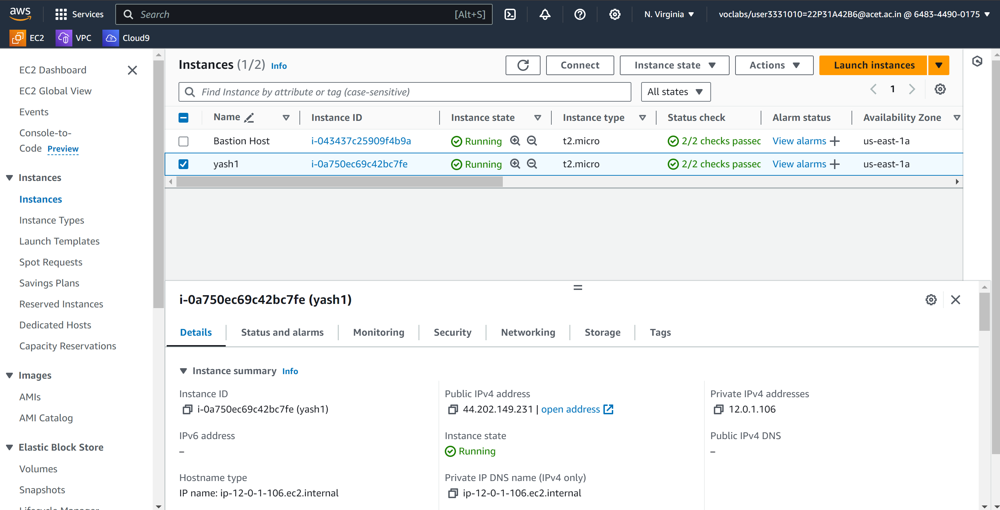 aws
Services
Search [Alt+S]
N. Virginia
voclabs/user3331010=22P31A42B6@acet.ac.in @ 6483-4490-0175
EC2
VPC
Cloud9
EC2 Dashboard
EC2 Global View
Events
Console-to-
Code Preview
Instances
Instances
Instance Types
Launch Templates
Spot Requests
Savings Plans
Reserved Instances
Dedicated Hosts
Capacity Reservations
Images
AMIs
AMI Catalog
Elastic Block Store
Volumes
Snapshots
Lifecycle Manager
Instances (1/2) Info
Connect
Instance state
Actions
Launch instances
Find Instance by attribute or tag (case-sensitive)
All states
1
Name Instance ID Instance state Instance type Status check Alarm status Availability Zone
Bastion Host i-043437c25909f4b9a Running t2.micro 2/2 checks passec View alarms us-east-1a
yash1 i-0a750ec69c42bc7fe Running t2.micro 2/2 checks passec View alarms us-east-1a
i-0a750ec69c42bc7fe (yash1)
Details Status and alarms Monitoring Security Networking Storage Tags
Instance summary Info
Instance ID
i-0a750ec69c42bc7fe (yash1)
Public IPv4 address
44.202.149.231 | open address
Private IPv4 addresses
12.0.1.106
IPv6 address
–
Instance state
Running
Public IPv4 DNS
–
Hostname type
IP name: ip-12-0-1-106.ec2.internal
Private IP DNS name (IPv4 only)
ip-12-0-1-106.ec2.internal